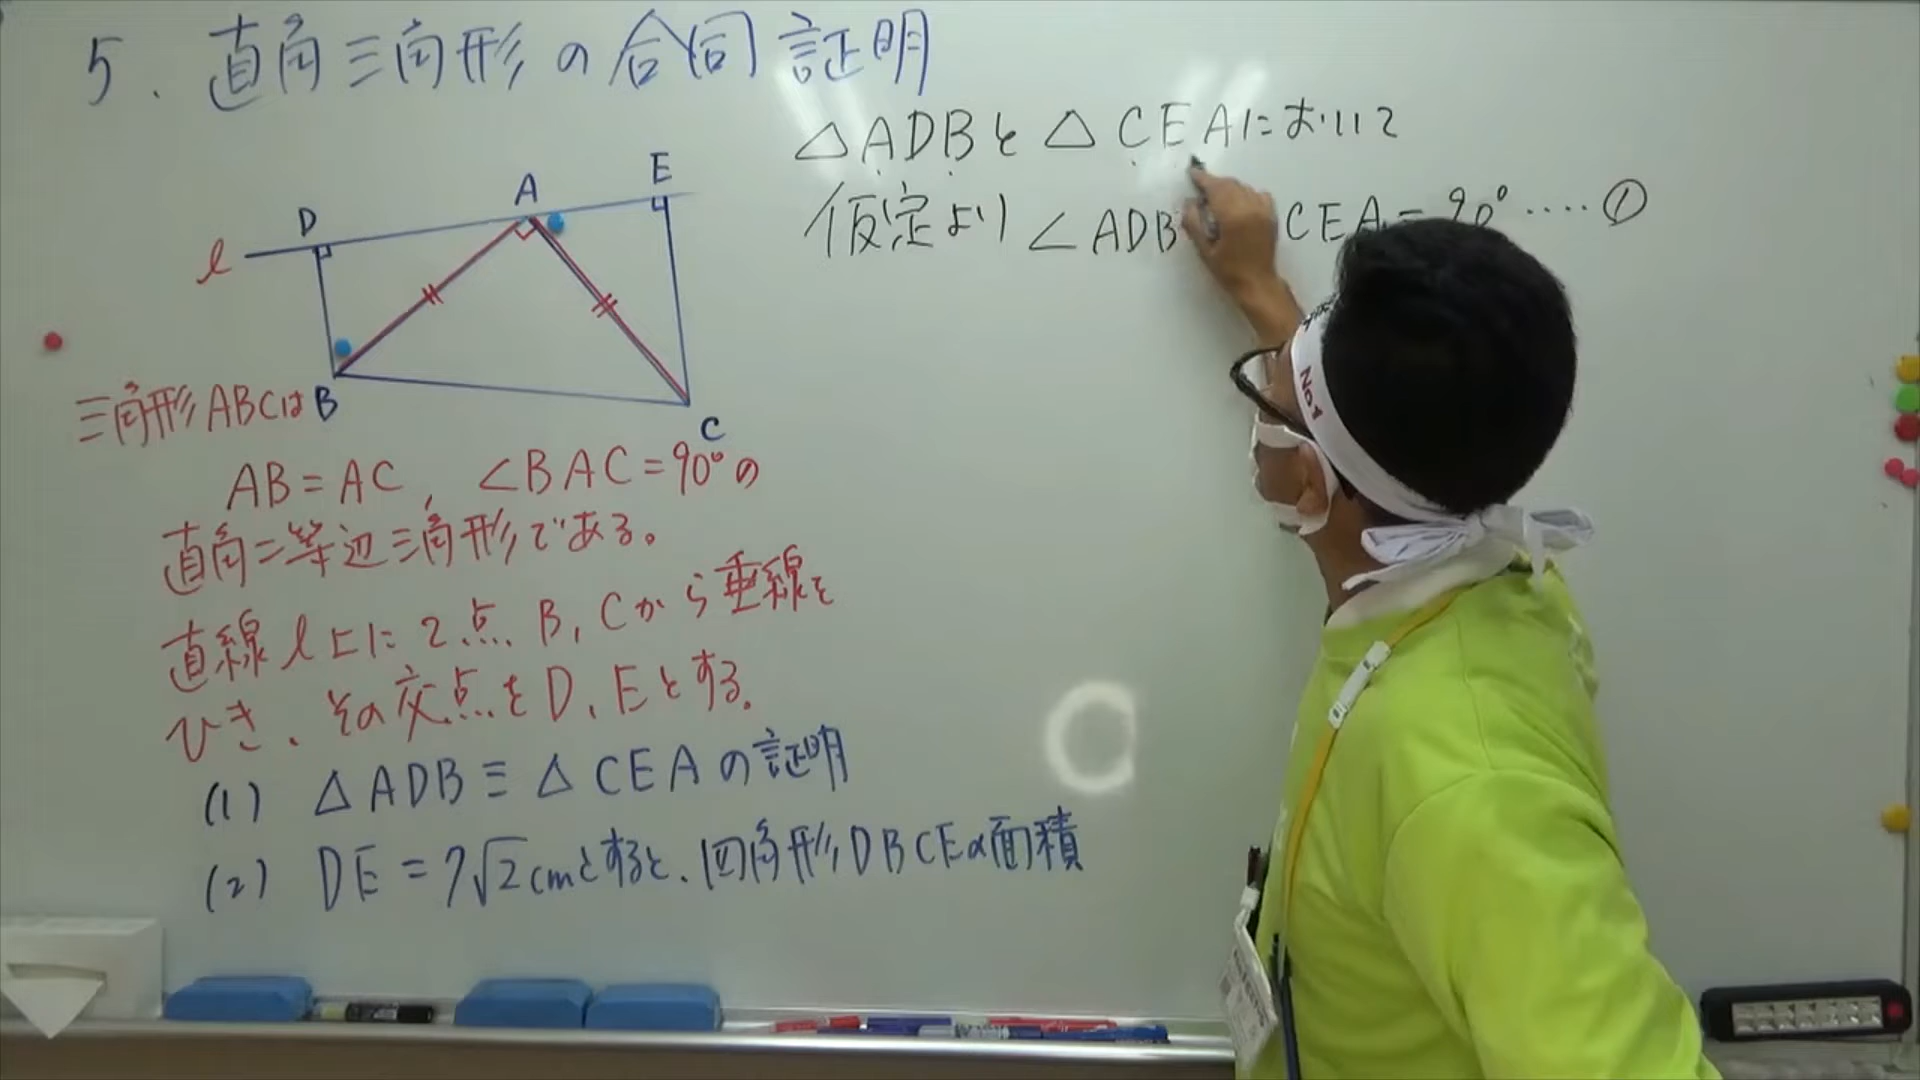 5. 直角三角形の合同証明
△ADBと△CEAにおいて
仮定より ∠ADB CEA=90° ‥‥①
D
A
E
l
B
C
三角形ABCは
AB=AC, ∠BAC=90°の
直角二等辺三角形である。
直線l上に2点B,Cから垂線を
ひき、その交点をD,Eとする。
(1) △ADB≡△CEAの証明
(2) DE=7√2cmとすると、四角形DBCEの面積
No1